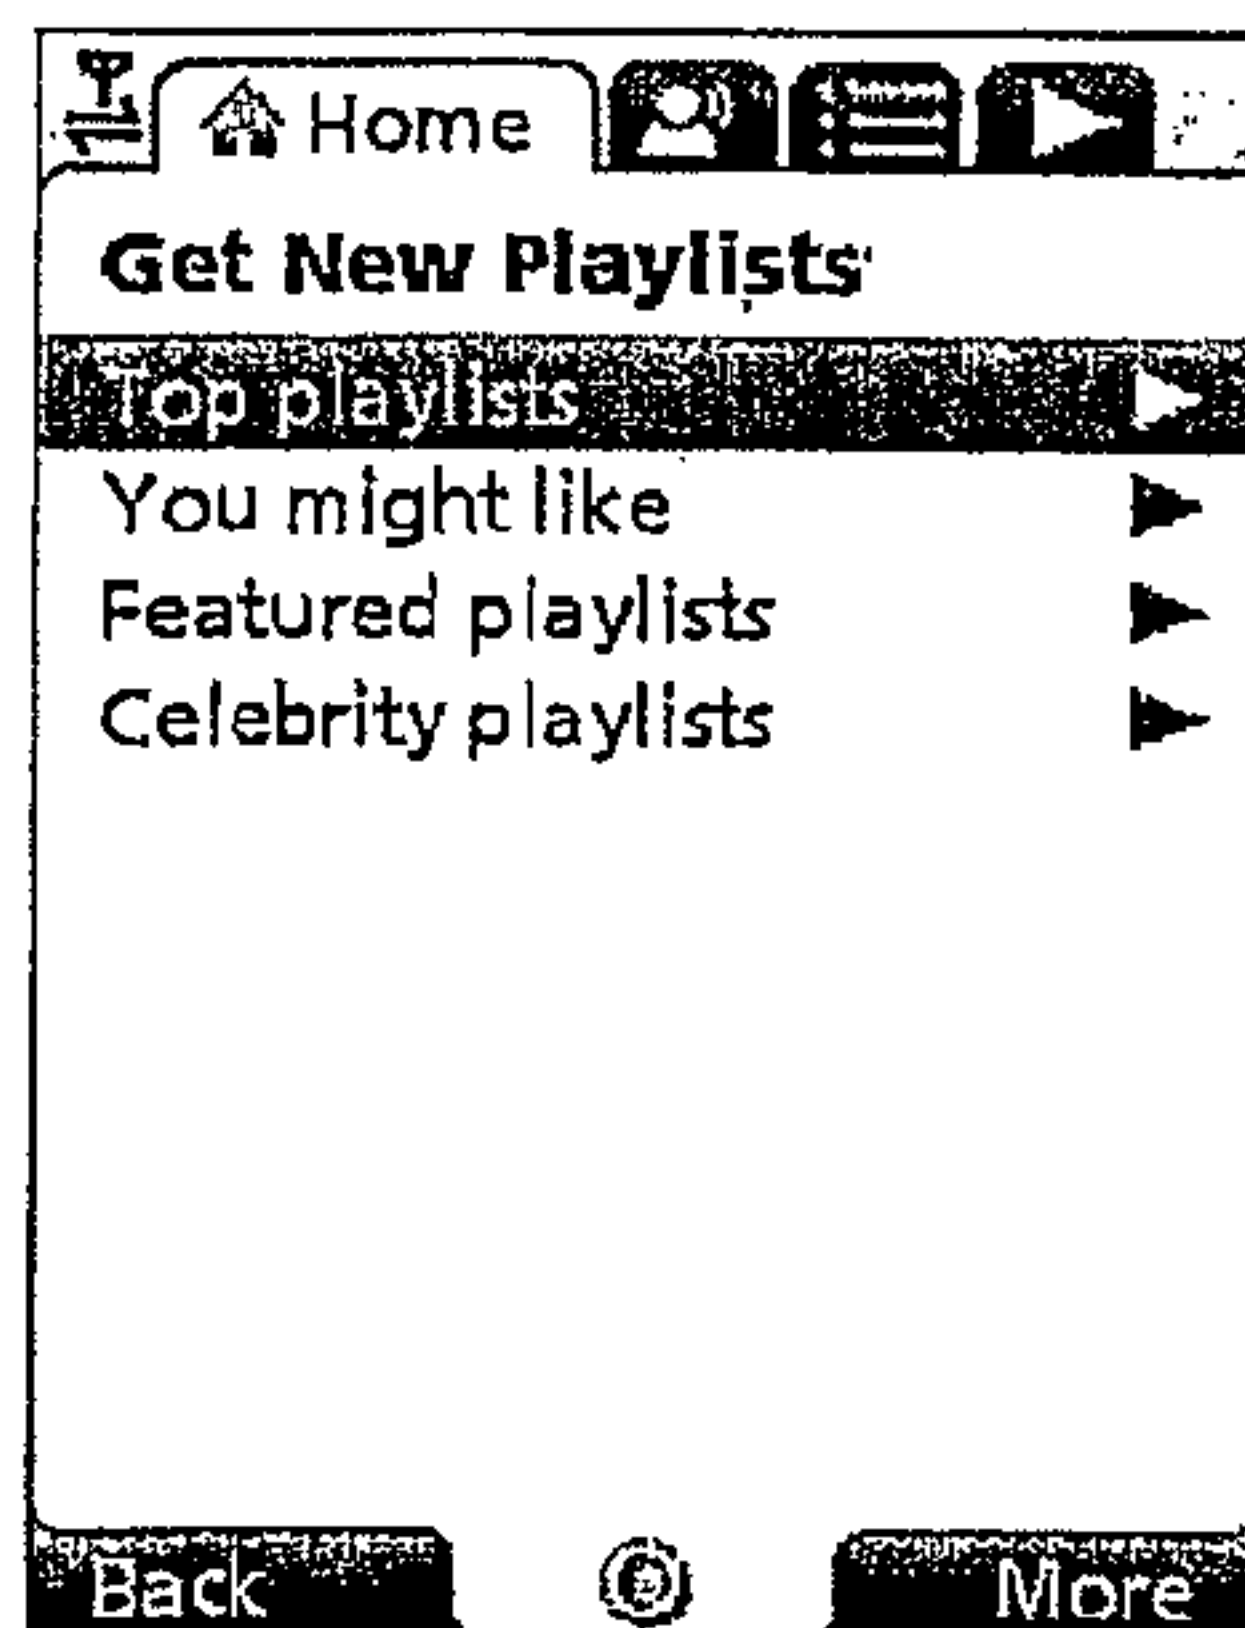 Home
Get New Playlists
Top playlists
You might like
Featured playlists
Celebrity playlists
Back
More